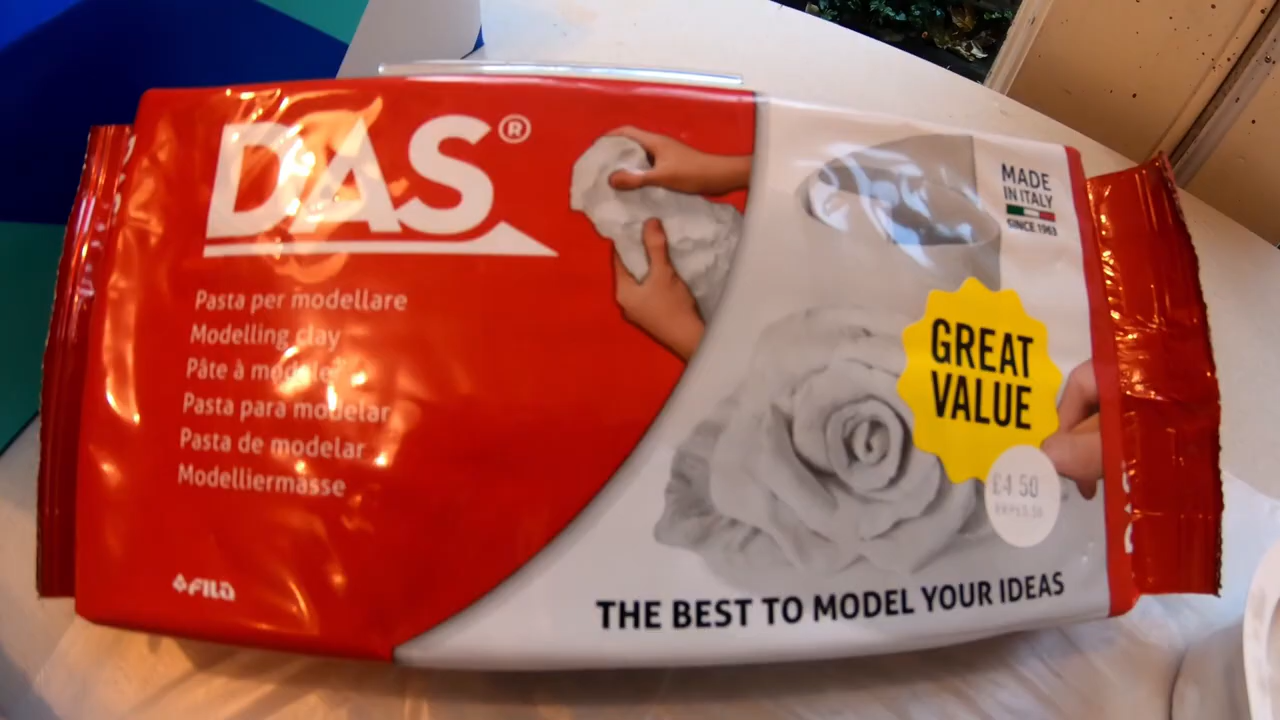 DAS®
Pasta per modellare
Modelling clay
Pâte à modeler
Pasta para modelar
Pasta de modelar
Modelliermasse
FILA
MADE
IN ITALY
SINCE 1963
GREAT
VALUE
£4 50
THE BEST TO MODEL YOUR IDEAS